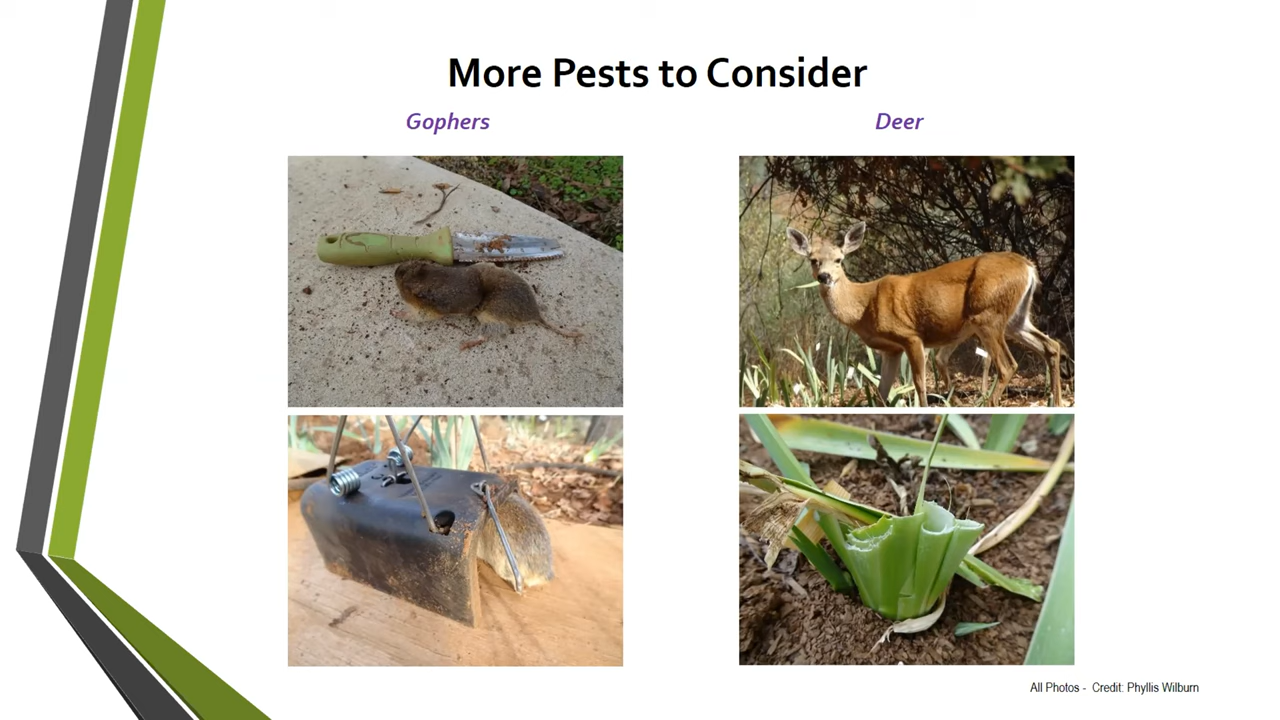 More Pests to Consider
Gophers
Deer
All Photos - Credit: Phyllis Wilburn